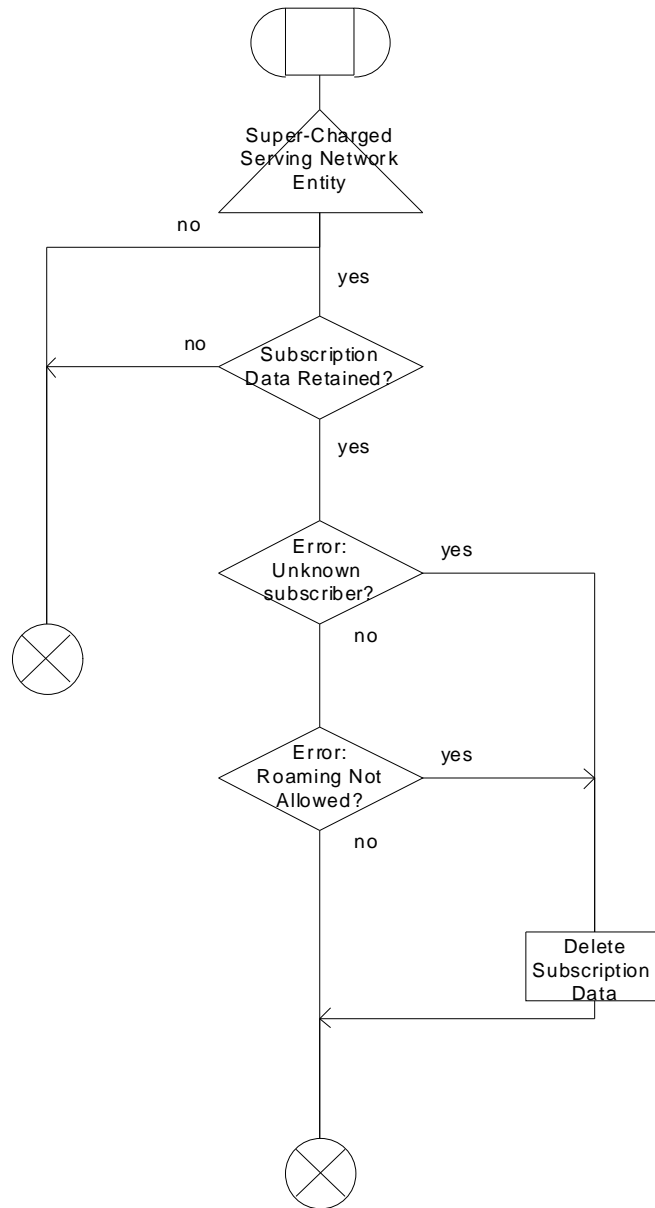 Super-Charged
Serving Network
Entity
no
yes
no
Subscription
Data Retained?
yes
Error:
Unknown
subscriber?
yes
no
Error:
Roaming Not
Allowed?
yes
no
Delete
Subscription
Data